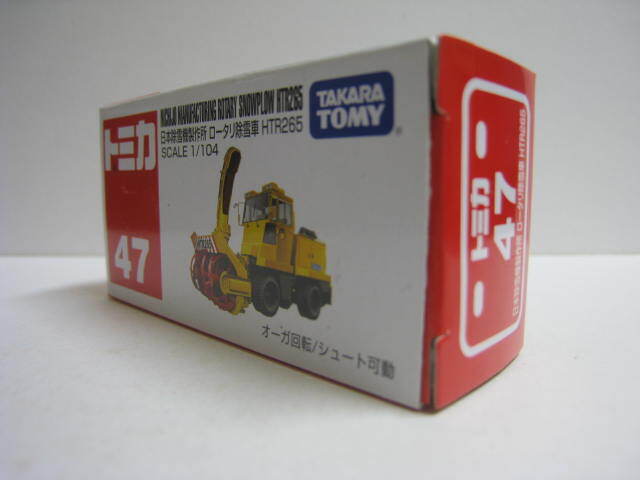 トミカ
47
NICHIJO MANUFACTURING ROTARY SNOWPLOW HTR265
日本除雪機製作所 ロータリ除雪車 HTR265
SCALE 1/104
TAKARA
TOMY
HTR265
オーガ回転/シュート可動
トミカ
47
日本除雪機製作所 ロータリ除雪車 HTR265